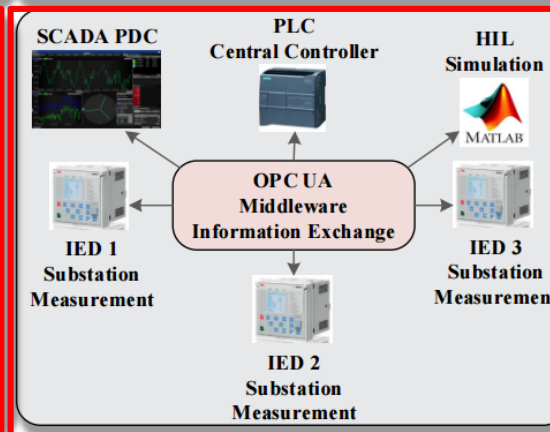 SCADA PDC
PLC
Central Controller
HIL
Simulation
MATLAB
OPC UA
Middleware
Information Exchange
IED 1
Substation
Measurement
IED 2
Substation
Measurement
IED 3
Substation
Measurement